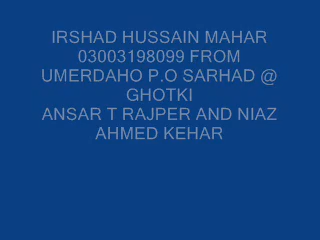 IRSHAD HUSSAIN MAHAR
03003198099 FROM
UMERDAHO P.O SARHAD @
GHOTKI
ANSAR T RAJPER AND NIAZ
AHMED KEHAR